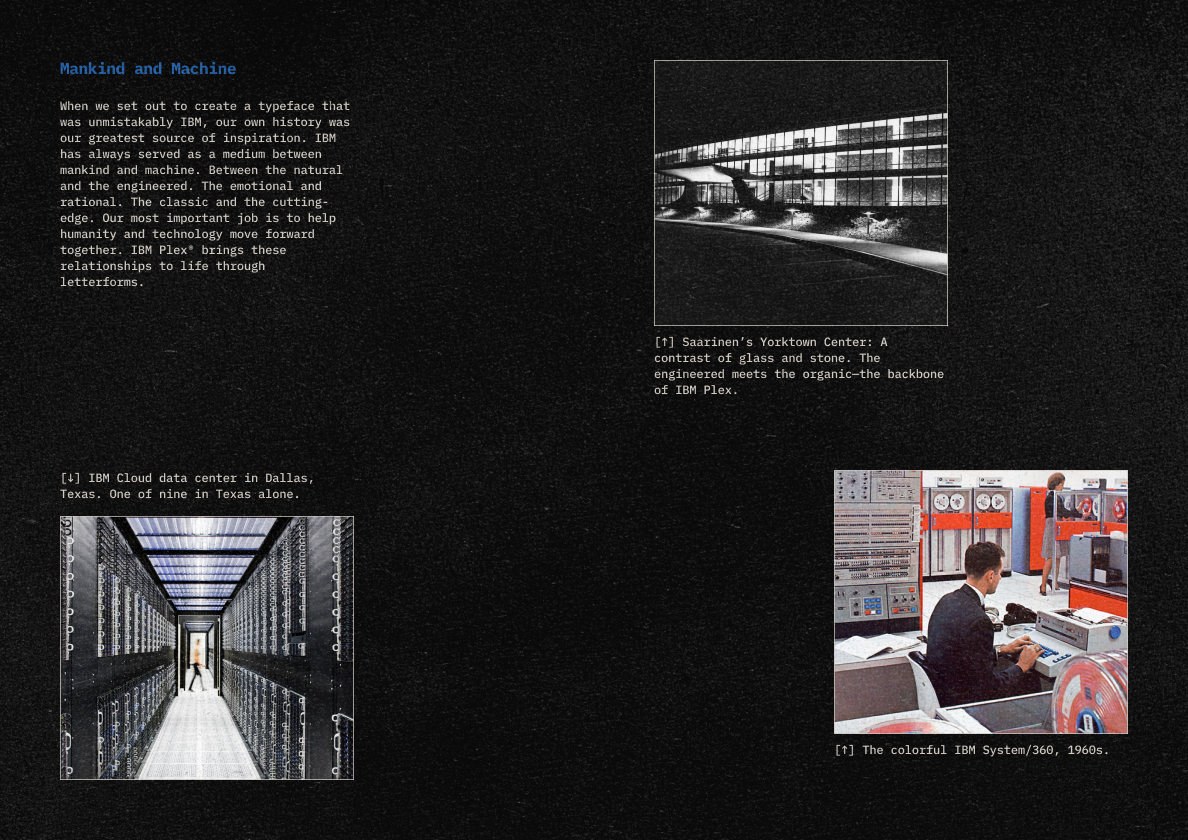 Mankind and Machine
When we set out to create a typeface that
was unmistakably IBM, our own history was
our greatest source of inspiration. IBM
has always served as a medium between
mankind and machine. Between the natural
and the engineered. The emotional and
rational. The classic and the cutting-
edge. Our most important job is to help
humanity and technology move forward
together. IBM Plex® brings these
relationships to life through
letterforms.
[↑] Saarinen’s Yorktown Center: A
contrast of glass and stone. The
engineered meets the organic—the backbone
of IBM Plex.
[↓] IBM Cloud data center in Dallas,
Texas. One of nine in Texas alone.
[↑] The colorful IBM System/360, 1960s.